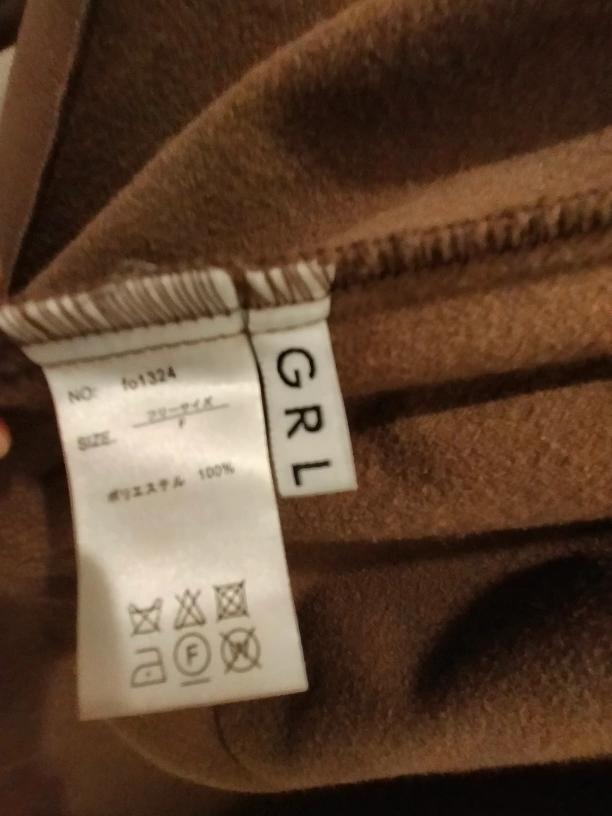 NO: fo1324
SIZE フリーサイズ
F
ポリエステル 100%
F
W
GRL